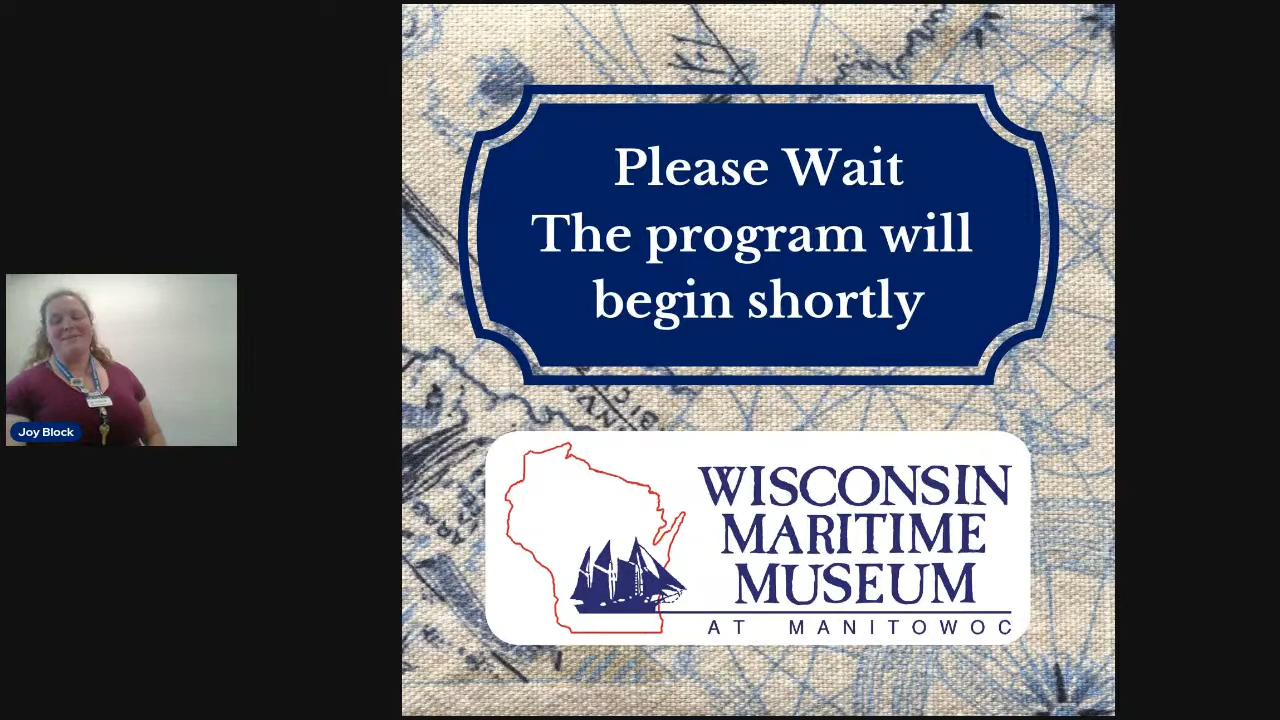 Please Wait
The program will
begin shortly
Joy Block
WISCONSIN
MARITIME
MUSEUM
AT MANITOWOC